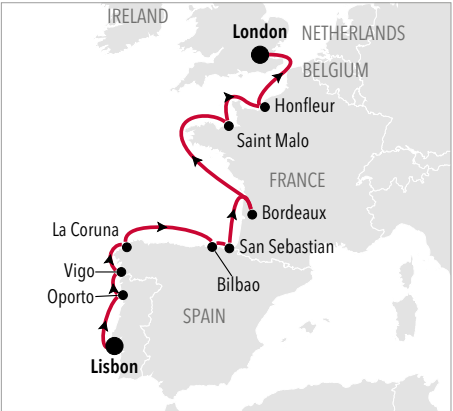 IRELAND
London
NETHERLANDS
BELGIUM
Honfleur
Saint Malo
FRANCE
Bordeaux
La Coruna
San Sebastian
Vigo
Bilbao
Oporto
SPAIN
Lisbon